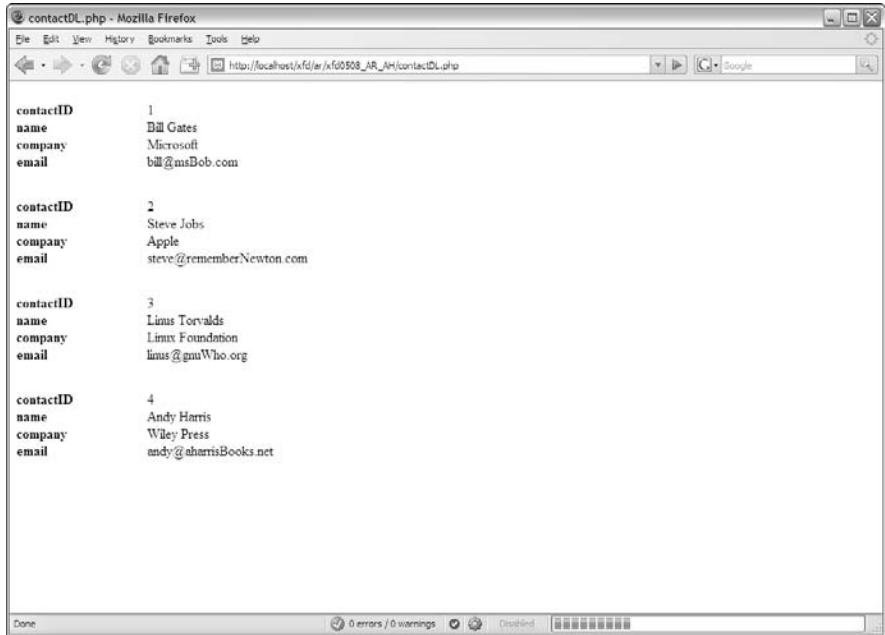 contactDL.php - Mozilla Firefox
File Edit View History Bookmarks Tools Help
http://localhost/xfd/ar/xfd0508_AR_AH/contactDL.php Google
contactID 1
name Bill Gates
company Microsoft
email bill@msBob.com
contactID 2
name Steve Jobs
company Apple
email steve@rememberNewton.com
contactID 3
name Linus Torvalds
company Linux Foundation
email linus@gnuWho.org
contactID 4
name Andy Harris
company Wiley Press
email andy@aharrisBooks.net
Done 0 errors / 0 warnings Disabled